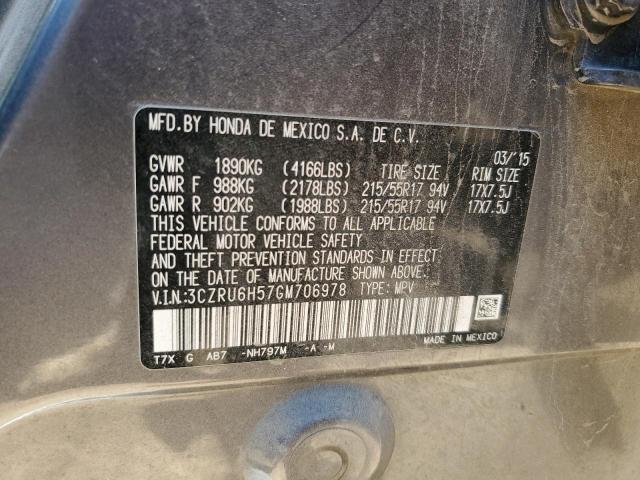 MFD.BY HONDA DE MEXICO S.A. DE C.V.
03/'15
GVWR 1890KG (4166LBS) TIRE SIZE RIM SIZE
GAWR F 988KG (2178LBS) 215/55R17 94V 17X7.5J
GAWR R 902KG (1988LBS) 215/55R17 94V 17X7.5J
THIS VEHICLE CONFORMS TO ALL APPLICABLE
FEDERAL MOTOR VEHICLE SAFETY
AND THEFT PREVENTION STANDARDS IN EFFECT
ON THE DATE OF MANUFACTURE SHOWN ABOVE.
V.I.N:3CZRU6H57GM706978 TYPE: MPV
T7X G AB7 -NH797M -A -M MADE IN MEXICO